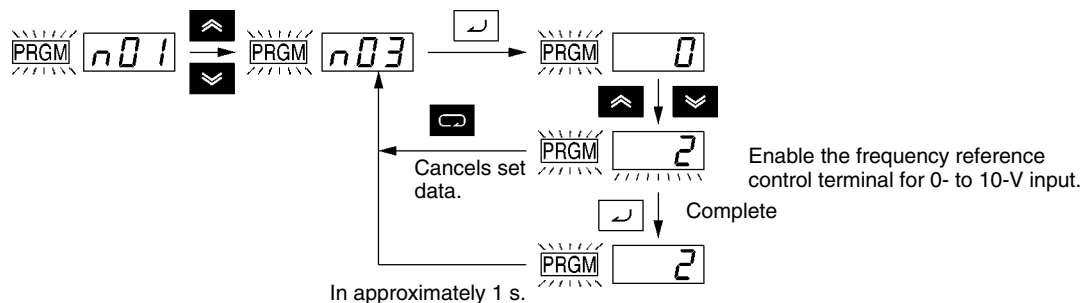 PRGM n01 PRGM n03 PRGM 0
PRGM 2
Cancels set
data.
Enable the frequency reference
control terminal for 0- to 10-V input.
Complete
PRGM 2
In approximately 1 s.